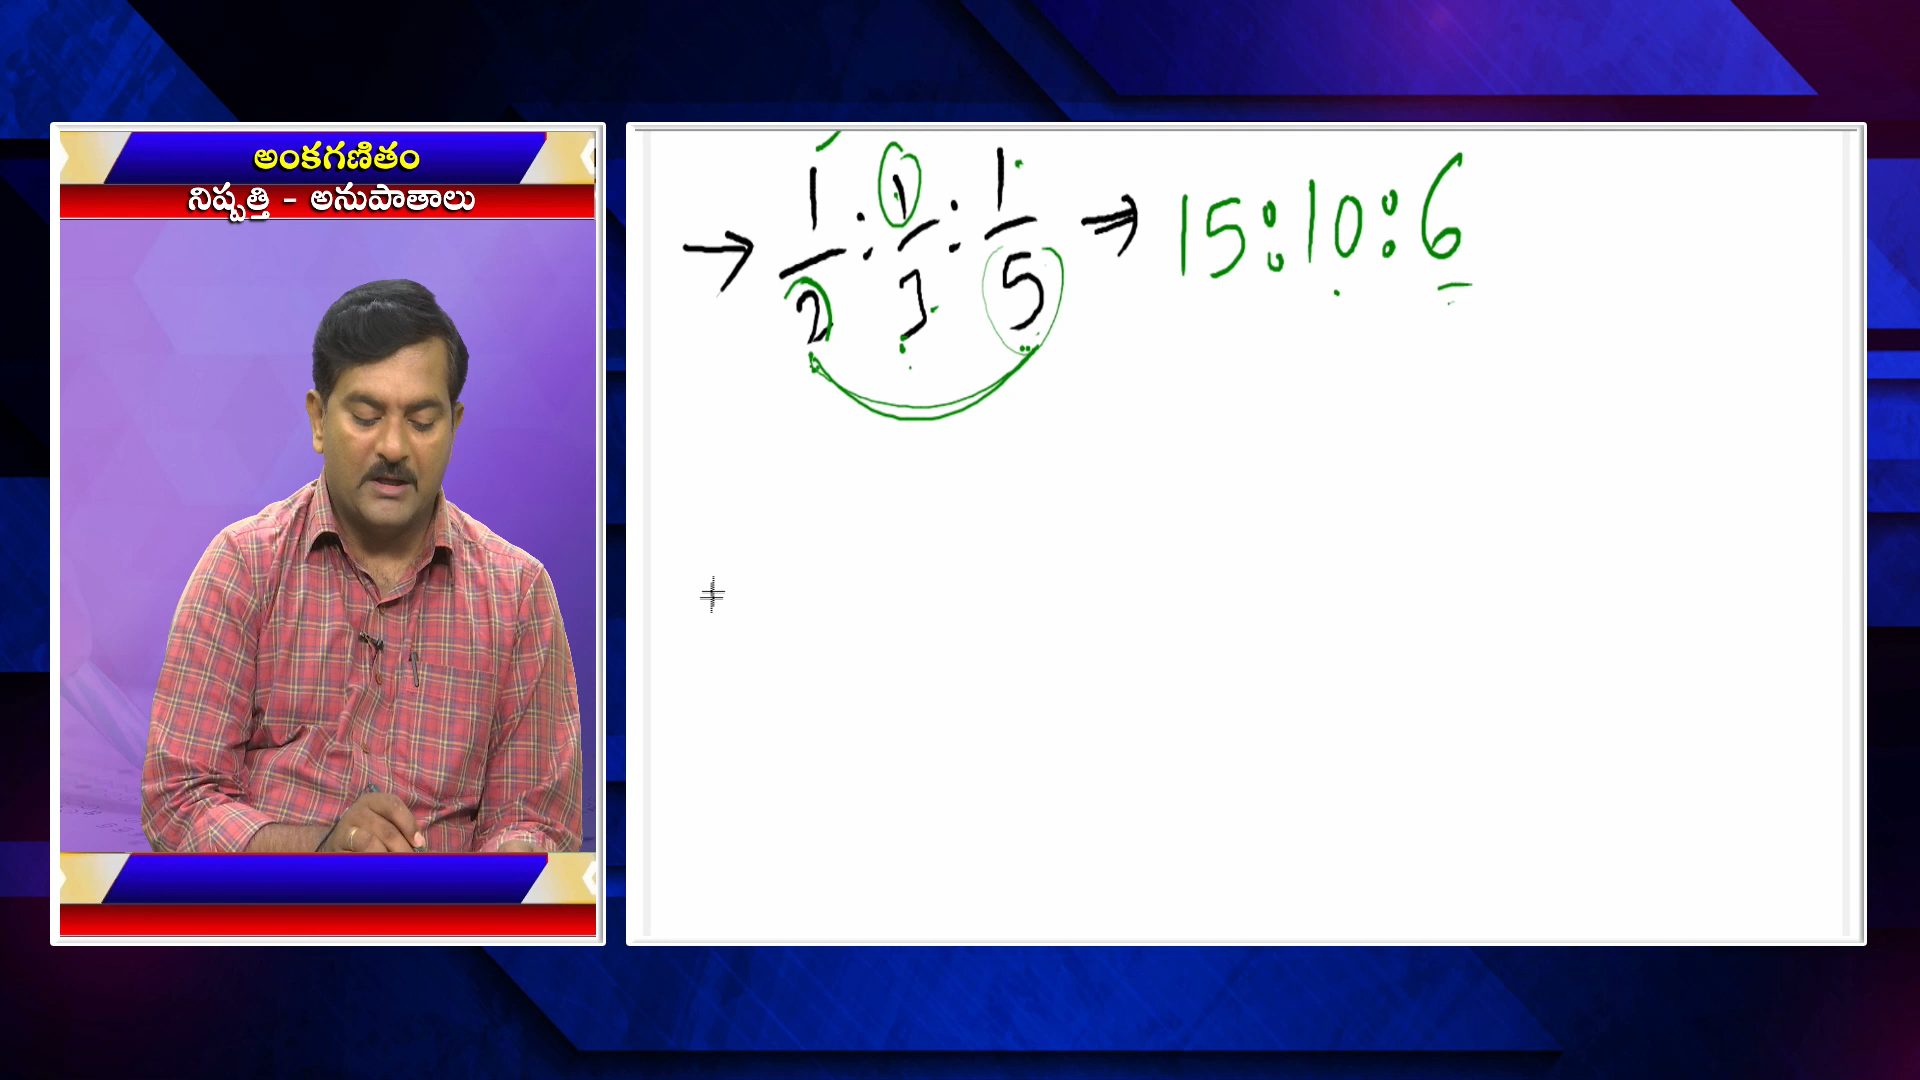 అంకగణితం
నిష్పత్తి - అనుపాతాలు
→ 1/2 : 1/3 : 1/5 ⇒ 15:10:6